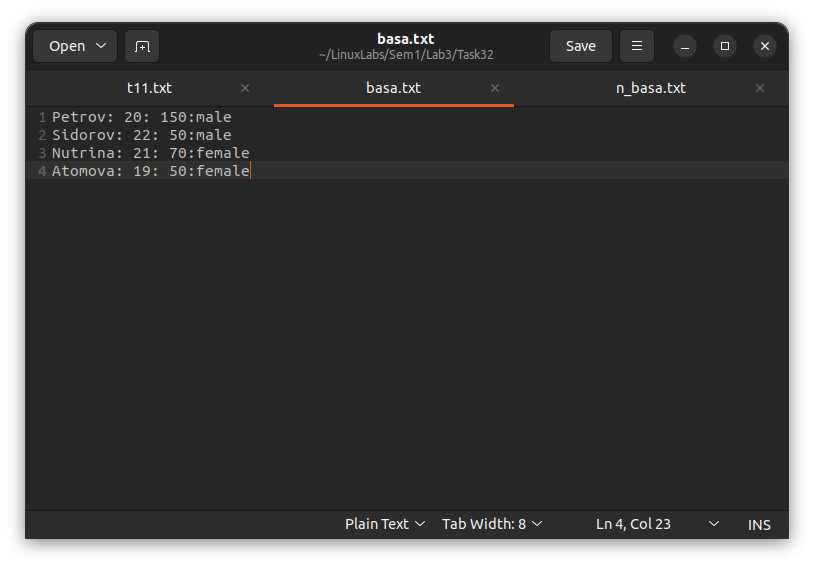 Open
basa.txt
~/LinuxLabs/Sem1/Lab3/Task32
Save
t11.txt
basa.txt
n_basa.txt
1 Petrov: 20: 150:male
2 Sidorov: 22: 50:male
3 Nutrina: 21: 70:female
4 Atomova: 19: 50:female
Plain Text Tab Width: 8 Ln 4, Col 23 INS